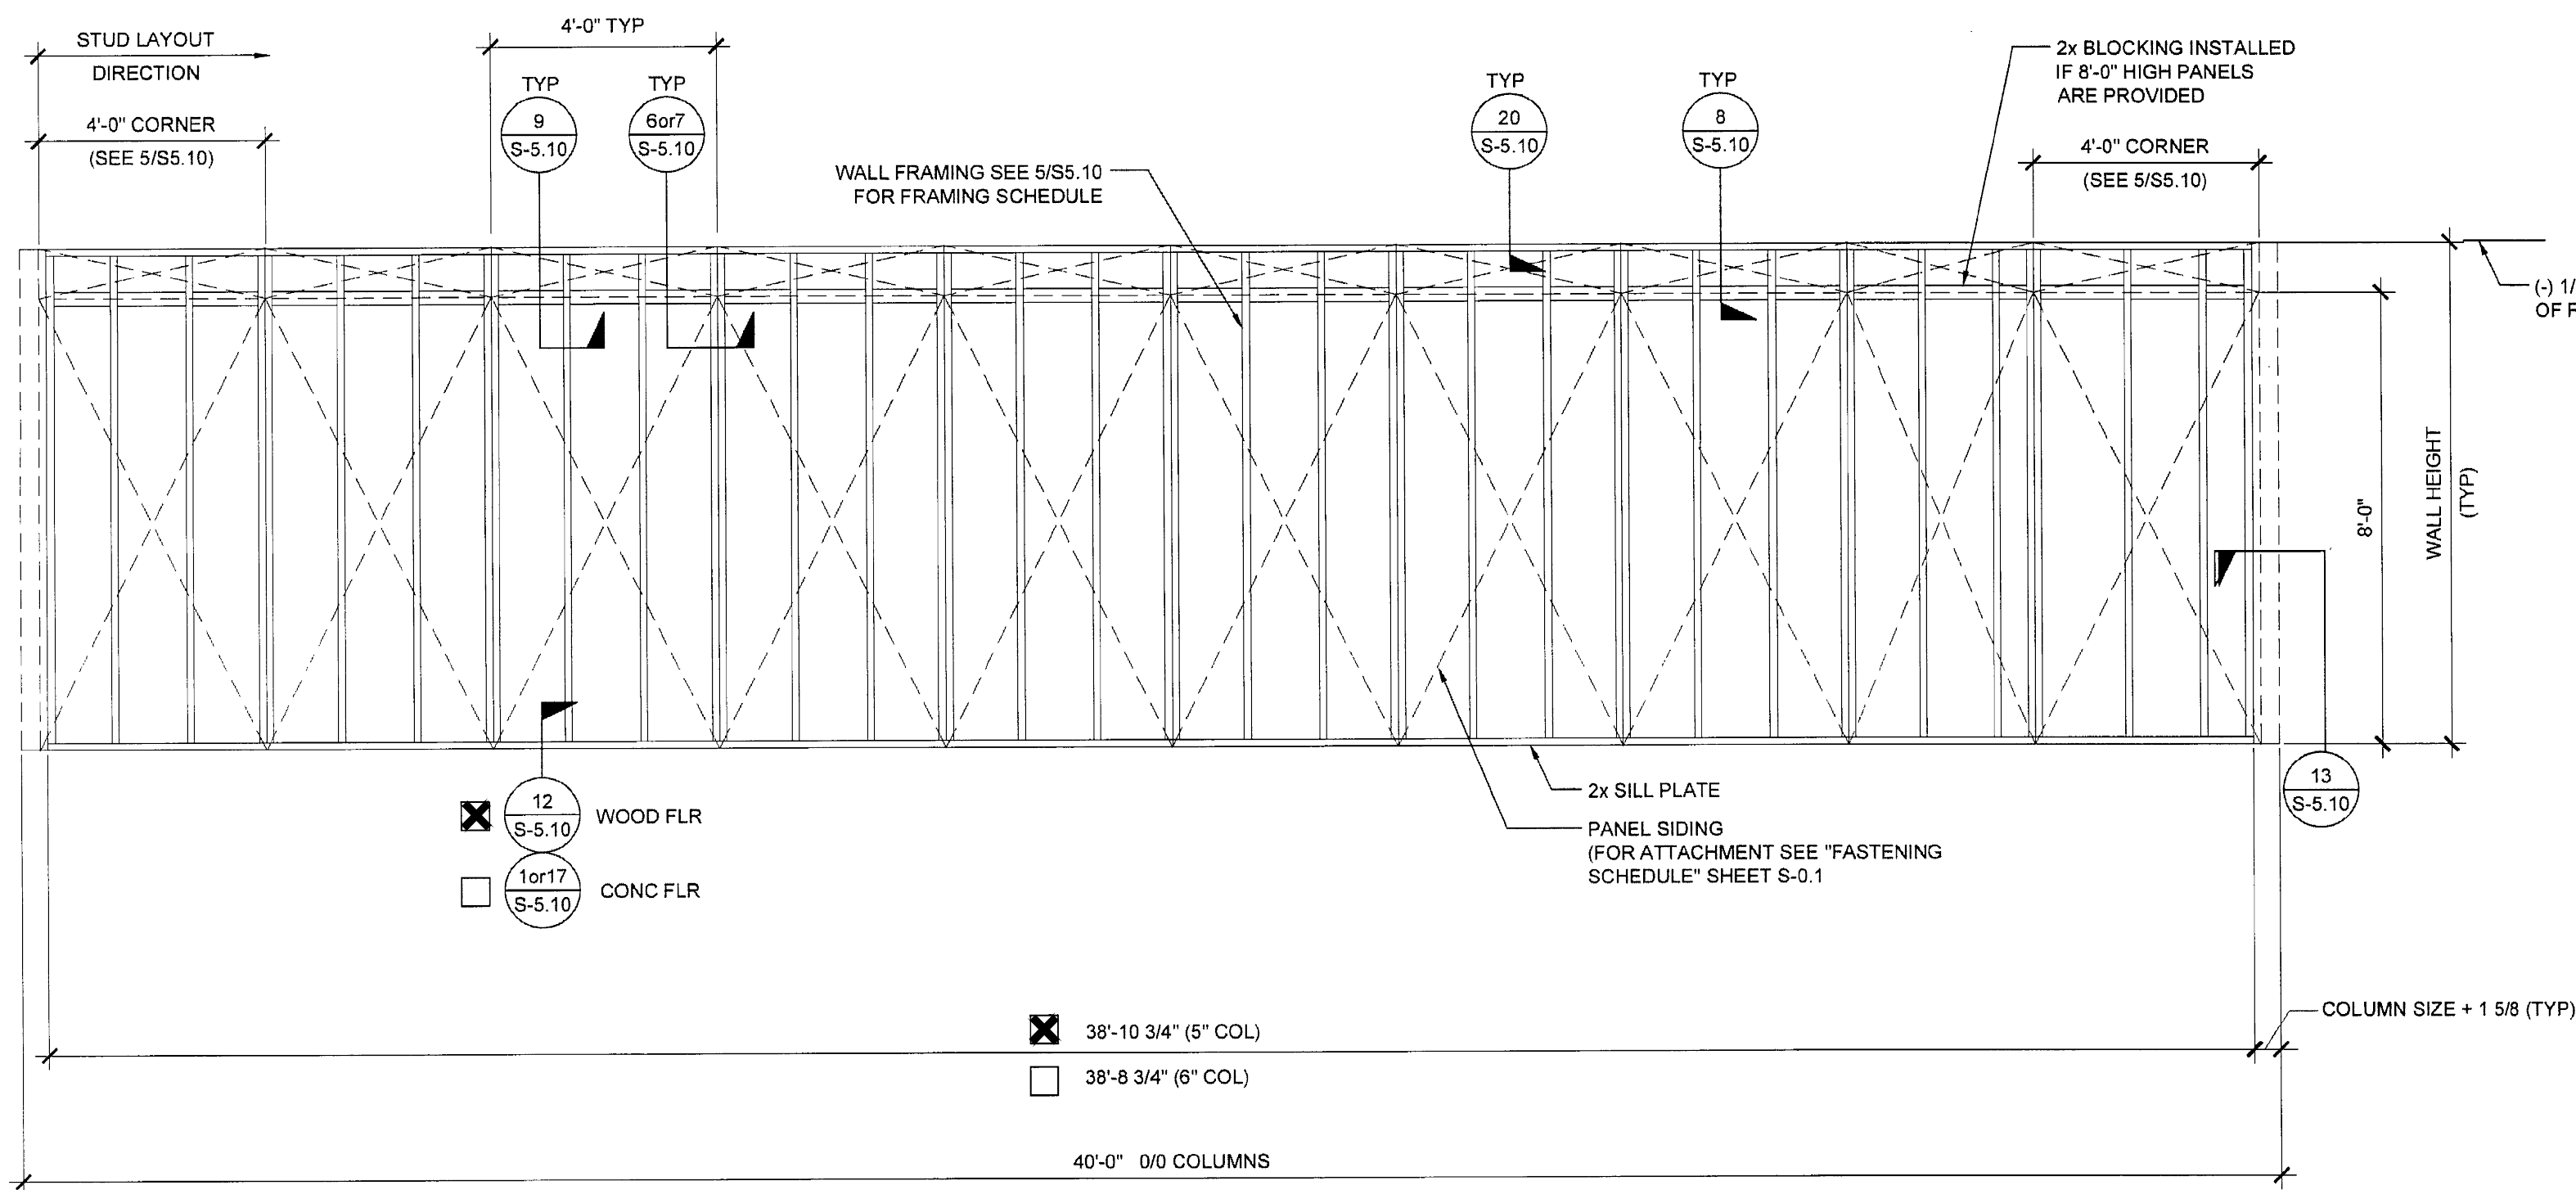 STUD LAYOUT
DIRECTION
4'-0" TYP
4'-0" CORNER
(SEE 5/S5.10)
TYP
9
S-5.10
TYP
6or7
S-5.10
WALL FRAMING SEE 5/S5.10
FOR FRAMING SCHEDULE
TYP
20
S-5.10
TYP
8
S-5.10
2x BLOCKING INSTALLED
IF 8'-0" HIGH PANELS
ARE PROVIDED
4'-0" CORNER
(SEE 5/S5.10)
(-) 1/
OF R
8'-0"
WALL HEIGHT
(TYP)
12
S-5.10
WOOD FLR
1or17
S-5.10
CONC FLR
2x SILL PLATE
PANEL SIDING
(FOR ATTACHMENT SEE "FASTENING
SCHEDULE" SHEET S-0.1
13
S-5.10
38'-10 3/4" (5" COL)
38'-8 3/4" (6" COL)
COLUMN SIZE + 1 5/8 (TYP)
40'-0" 0/0 COLUMNS